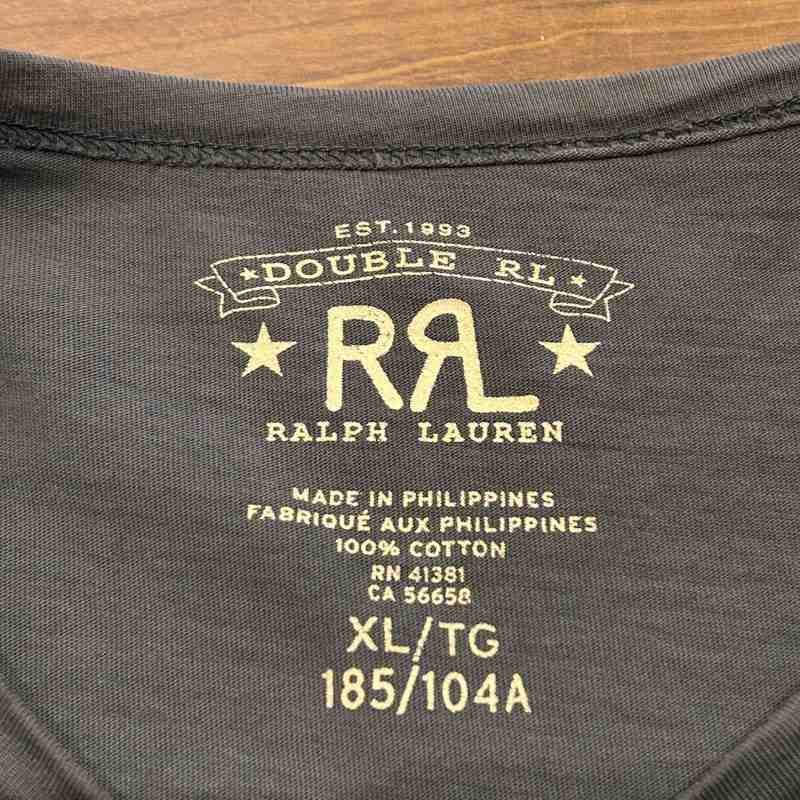 EST. 1993
★DOUBLE RL★
RRL
RALPH LAUREN
MADE IN PHILIPPINES
FABRIQUÉ AUX PHILIPPINES
100% COTTON
RN 41381
CA 56658
XL/TG
185/104A